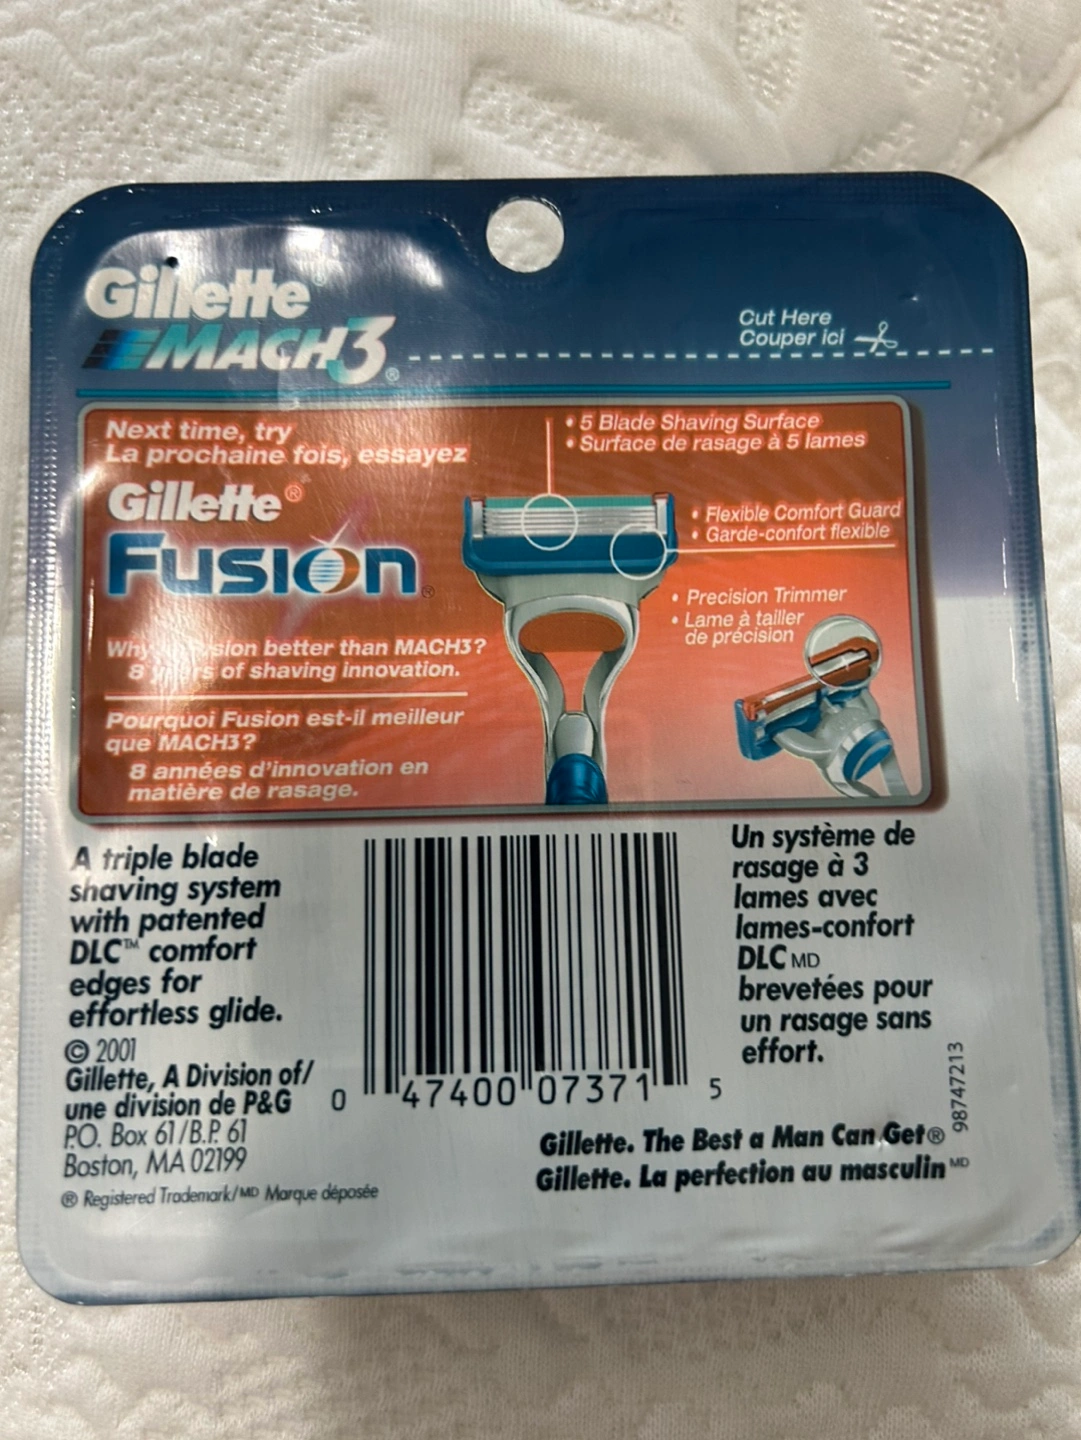 Gillette®
MACH3®
Cut Here
Couper ici
Next time, try
La prochaine fois, essayez
Gillette®
FUSION®
Why better than MACH3?
8 of shaving innovation.
Pourquoi Fusion est-il meilleur
que MACH3?
8 années d'innovation en
matière de rasage.
• 5 Blade Shaving Surface
• Surface de rasage à 5 lames
• Flexible Comfort Guard
• Garde-confort flexible
• Precision Trimmer
• Lame à tailler
de précision
A triple blade
shaving system
with patented
DLC™ comfort
edges for
effortless glide.
© 2001
Gillette, A Division of/
une division de P&G
P.O. Box 61/B.P. 61
Boston, MA 02199
® Registered Trademark/MD Marque déposée
0 47400 07371 5
Un système de
rasage à 3
lames avec
lames-confort
DLC MD
brevetées pour
un rasage sans
effort.
98747213
Gillette. The Best a Man Can Get®
Gillette. La perfection au masculin MD